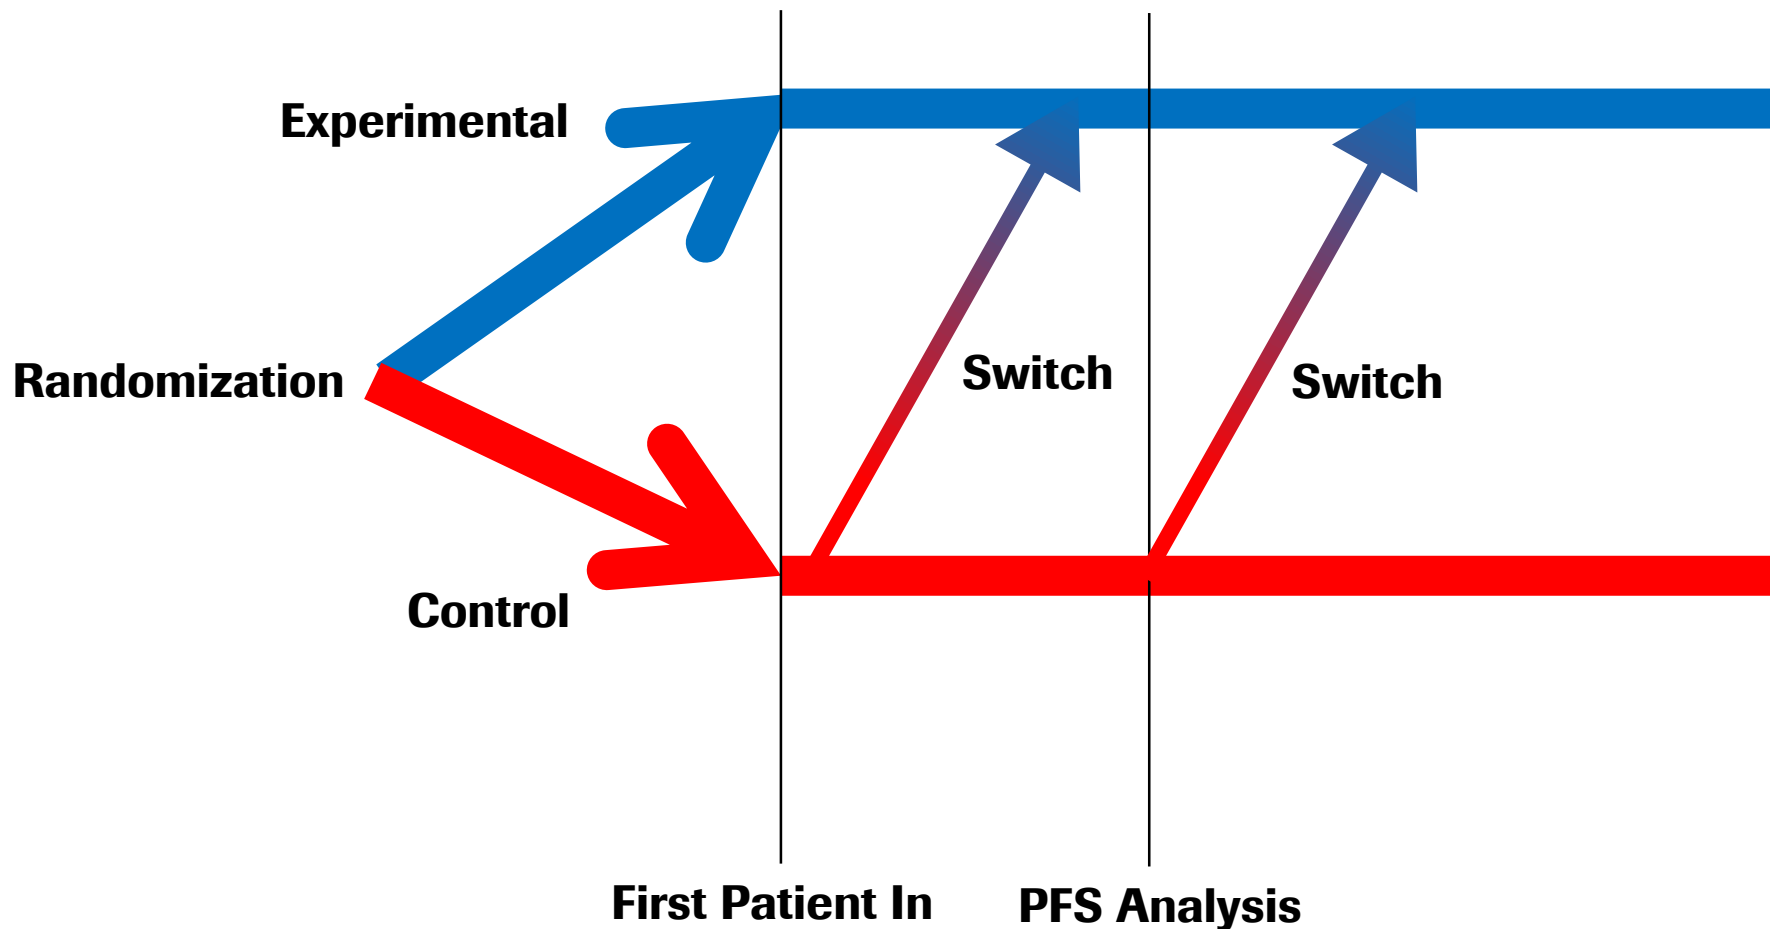 Experimental
Randomization
Switch
Switch
Control
First Patient In
PFS Analysis